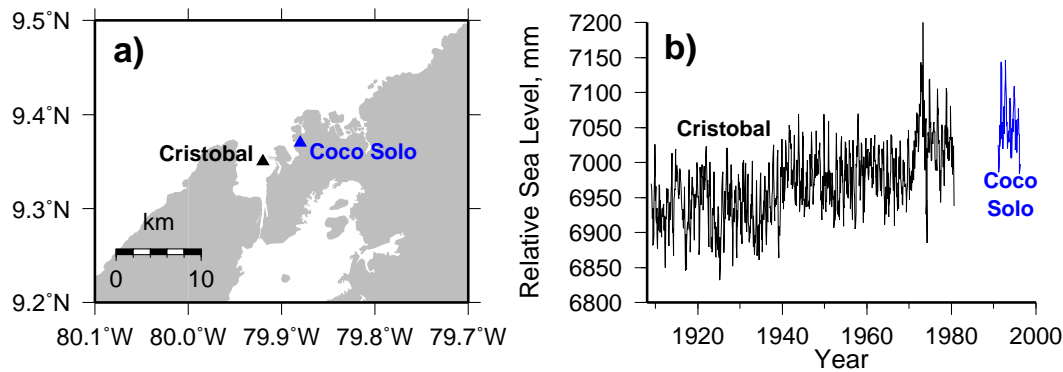 a)
9.5˚N
9.4˚N
9.3˚N
9.2˚N
Cristobal
Coco Solo
km
0 10
80.1˚W 80.0˚W 79.9˚W 79.8˚W 79.7˚W
b)
Relative Sea Level, mm
7200
7150
7100
7050
7000
6950
6900
6850
6800
Cristobal
Coco
Solo
1920 1940 1960 1980 2000
Year